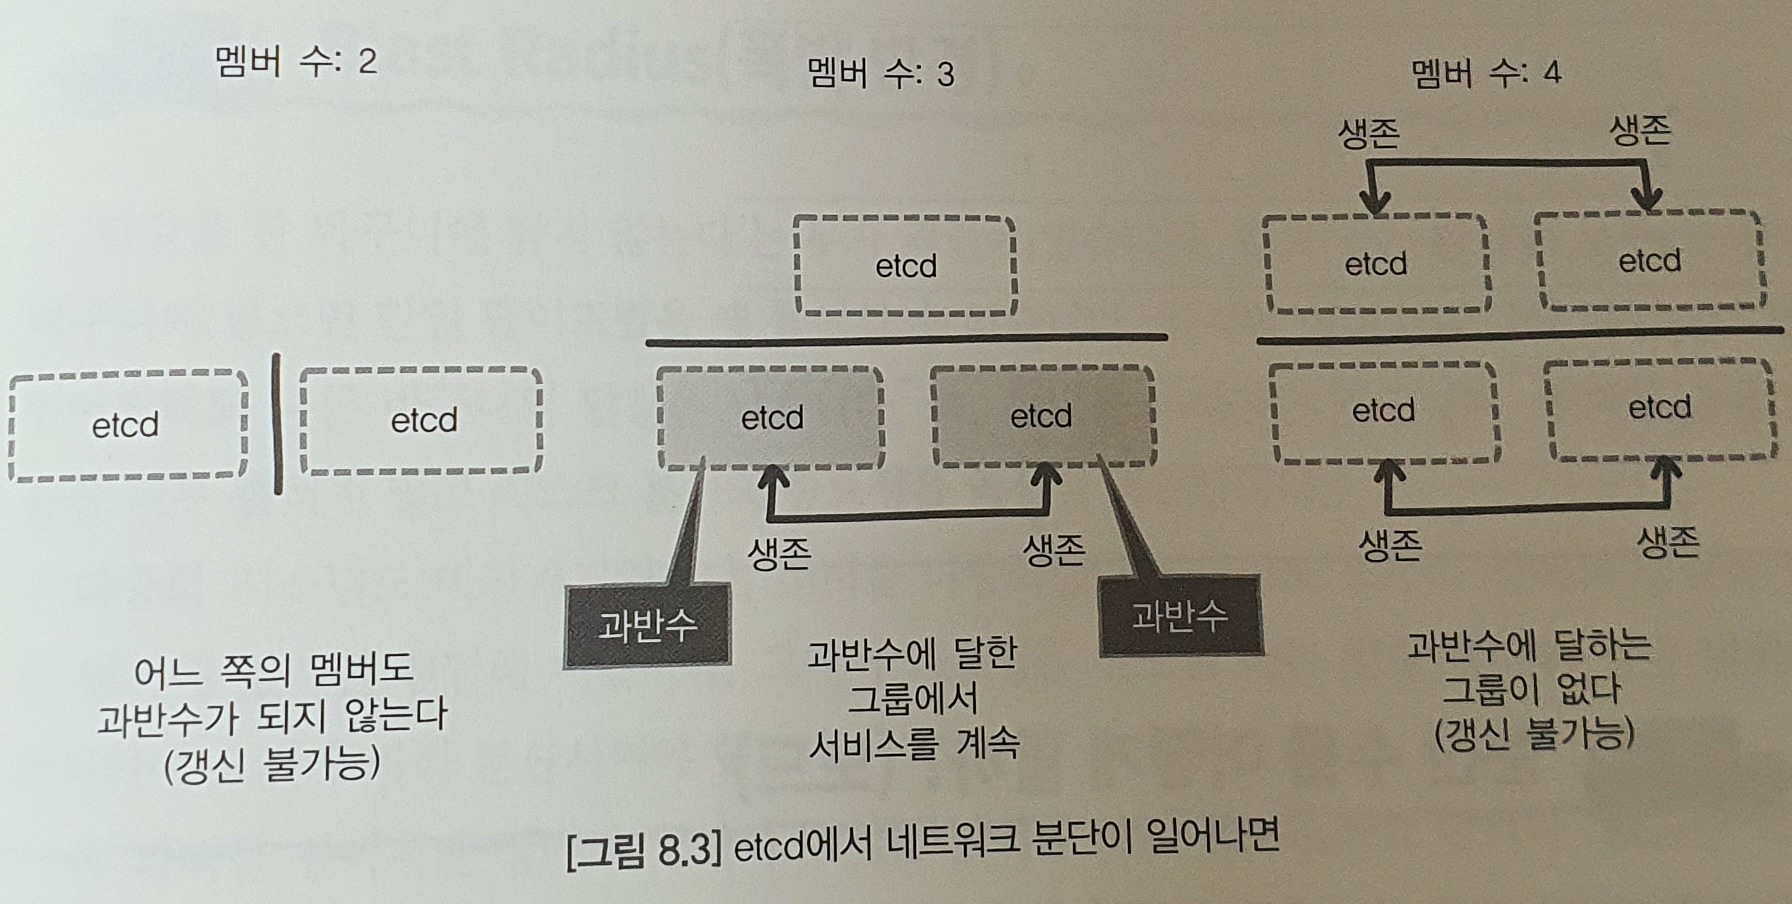 멤버 수: 2
etcd
etcd
어느 쪽의 멤버도
과반수가 되지 않는다
(갱신 불가능)
멤버 수: 3
etcd
etcd
etcd
생존
생존
과반수
과반수
과반수에 달한
그룹에서
서비스를 계속
멤버 수: 4
생존
생존
etcd
etcd
etcd
etcd
생존
생존
과반수에 달하는
그룹이 없다
(갱신 불가능)
[그림 8.3] etcd에서 네트워크 분단이 일어나면